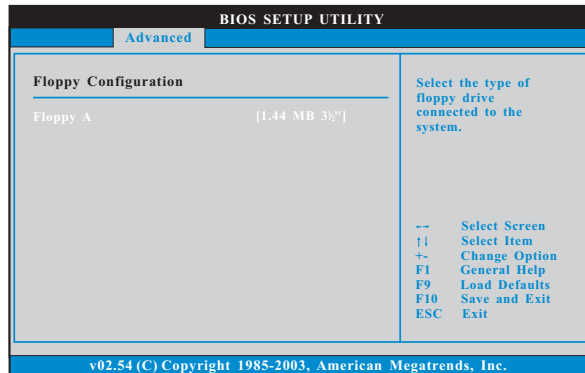 BIOS SETUP UTILITY
Advanced
Floppy Configuration
Floppy A [1.44 MB 3½"]
Select the type of
floppy drive
connected to the
system.
←→ Select Screen
↑↓ Select Item
+- Change Option
F1 General Help
F9 Load Defaults
F10 Save and Exit
ESC Exit
v02.54 (C) Copyright 1985-2003, American Megatrends, Inc.